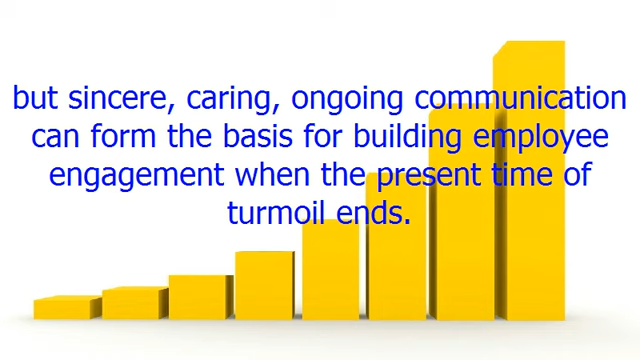 but sincere, caring, ongoing communication
can form the basis for building employee
engagement when the present time of
turmoil ends.